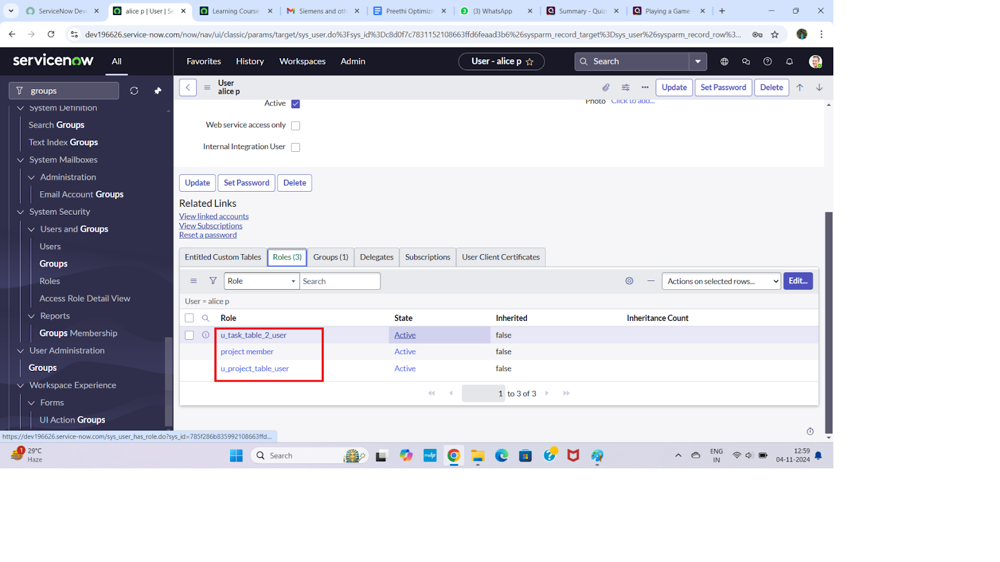 ServiceNow Dev
alice p | User | Se
Learning Course
Siemens and oth
Preethi Optimizin
(3) WhatsApp
Summary - Quiz
Playing a Game
dev196626.service-now.com/now/nav/ui/classic/params/target/sys_user.do%3Fsys_id%3Dc8d0f7c7831152108663ffd6feaad3b6%26sysparm_record_target%3Dsys_user%26sysparm_record_row%3...
servicenow
All
Favorites
History
Workspaces
Admin
User - alice p
Search
groups
User
alice p
Update
Set Password
Delete
System Definition
Search Groups
Text Index Groups
System Mailboxes
Administration
Email Account Groups
System Security
Users and Groups
Users
Groups
Roles
Access Role Detail View
Reports
Groups Membership
User Administration
Groups
Workspace Experience
Forms
UI Action Groups
Active
Photo Click to add...
Web service access only
Internal Integration User
Update
Set Password
Delete
Related Links
View linked accounts
View Subscriptions
Reset a password
Entitled Custom Tables
Roles (3)
Groups (1)
Delegates
Subscriptions
User Client Certificates
Role
Search
Actions on selected rows...
Edit...
User = alice p
Role State Inherited Inheritance Count
u_task_table_2_user Active false
project member Active false
u_project_table_user Active false
1 to 3 of 3
https://dev196626.service-now.com/sys_user_has_role.do?sys_id=785f286b835992108663ffd...
1
29°C
Haze
Search
myhp
ENG
IN
12:59
04-11-2024